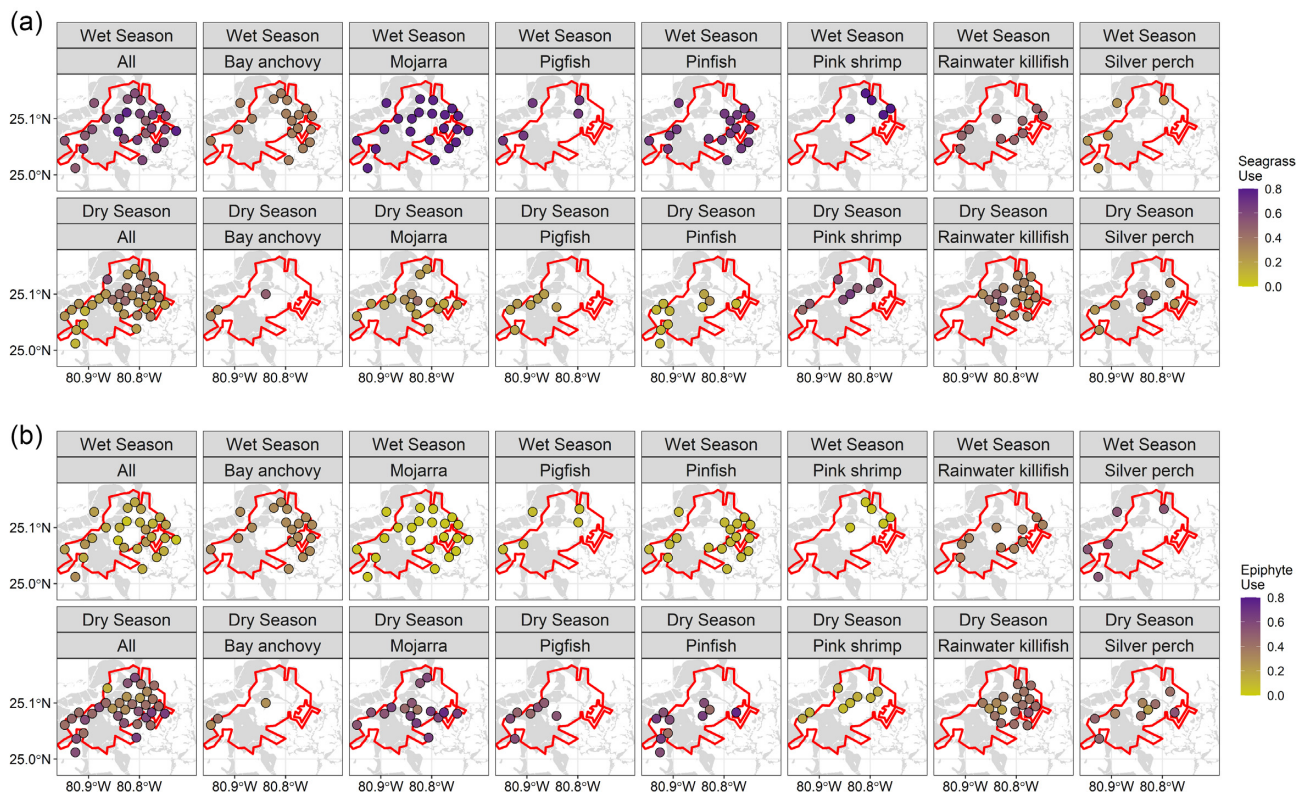 (a)
Wet Season Wet Season Wet Season Wet Season Wet Season Wet Season Wet Season Wet Season
All Bay anchovy Mojarra Pigfish Pinfish Pink shrimp Rainwater killifish Silver perch
25.1°N
25.0°N
Dry Season Dry Season Dry Season Dry Season Dry Season Dry Season Dry Season Dry Season
All Bay anchovy Mojarra Pigfish Pinfish Pink shrimp Rainwater killifish Silver perch
25.1°N
25.0°N
80.9°W 80.8°W 80.9°W 80.8°W 80.9°W 80.8°W 80.9°W 80.8°W 80.9°W 80.8°W 80.9°W 80.8°W 80.9°W 80.8°W 80.9°W 80.8°W
Seagrass
Use
0.8
0.6
0.4
0.2
0.0
(b)
Wet Season Wet Season Wet Season Wet Season Wet Season Wet Season Wet Season Wet Season
All Bay anchovy Mojarra Pigfish Pinfish Pink shrimp Rainwater killifish Silver perch
25.1°N
25.0°N
Dry Season Dry Season Dry Season Dry Season Dry Season Dry Season Dry Season Dry Season
All Bay anchovy Mojarra Pigfish Pinfish Pink shrimp Rainwater killifish Silver perch
25.1°N
25.0°N
80.9°W 80.8°W 80.9°W 80.8°W 80.9°W 80.8°W 80.9°W 80.8°W 80.9°W 80.8°W 80.9°W 80.8°W 80.9°W 80.8°W 80.9°W 80.8°W
Epiphyte
Use
0.8
0.6
0.4
0.2
0.0